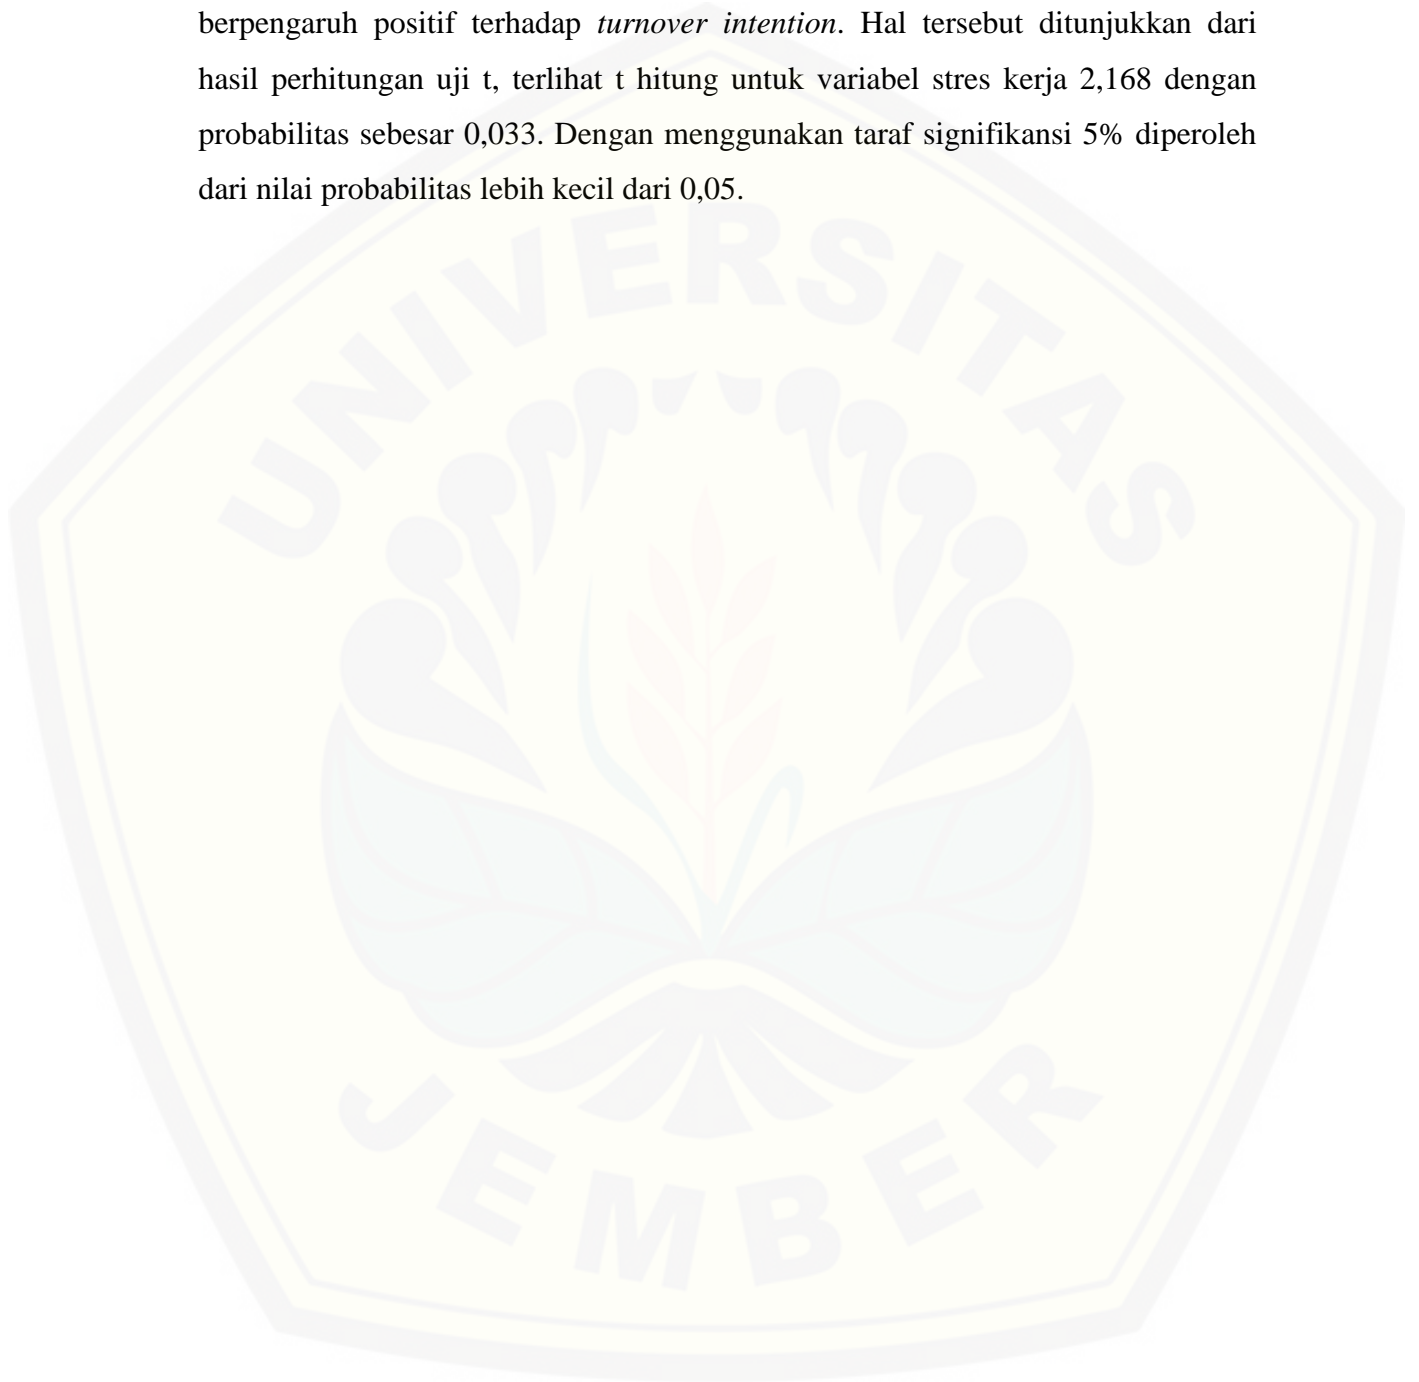 berpengaruh positif terhadap turnover intention. Hal tersebut ditunjukkan dari
hasil perhitungan uji t, terlihat t hitung untuk variabel stres kerja 2,168 dengan
probabilitas sebesar 0,033. Dengan menggunakan taraf signifikansi 5% diperoleh
dari nilai probabilitas lebih kecil dari 0,05.
UNIVERSITAS
JEMBER